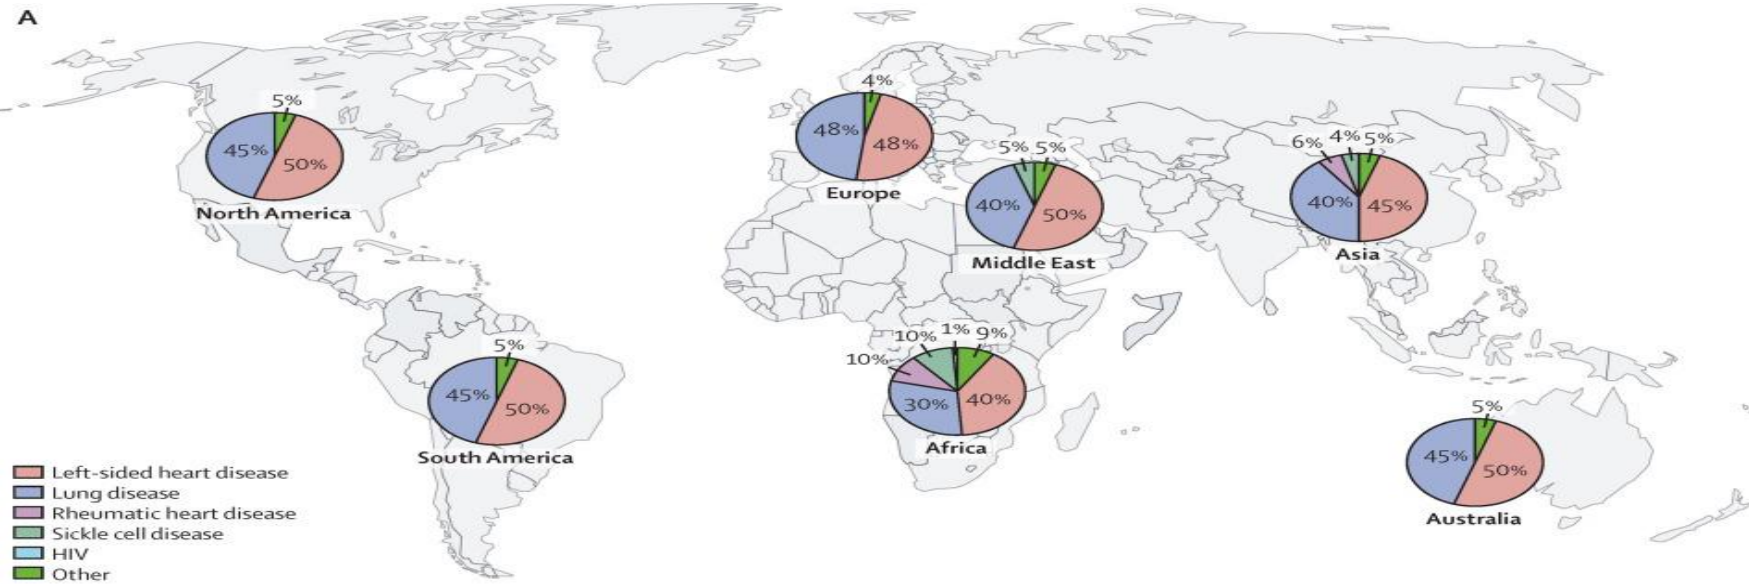 A
5%
45%
50%
North America
4%
48%
48%
Europe
5% 5%
40%
50%
Middle East
6% 4% 5%
40%
45%
Asia
5%
45%
50%
South America
10% 1% 9%
10%
30%
40%
Africa
5%
45%
50%
Australia
Left-sided heart disease
Lung disease
Rheumatic heart disease
Sickle cell disease
HIV
Other